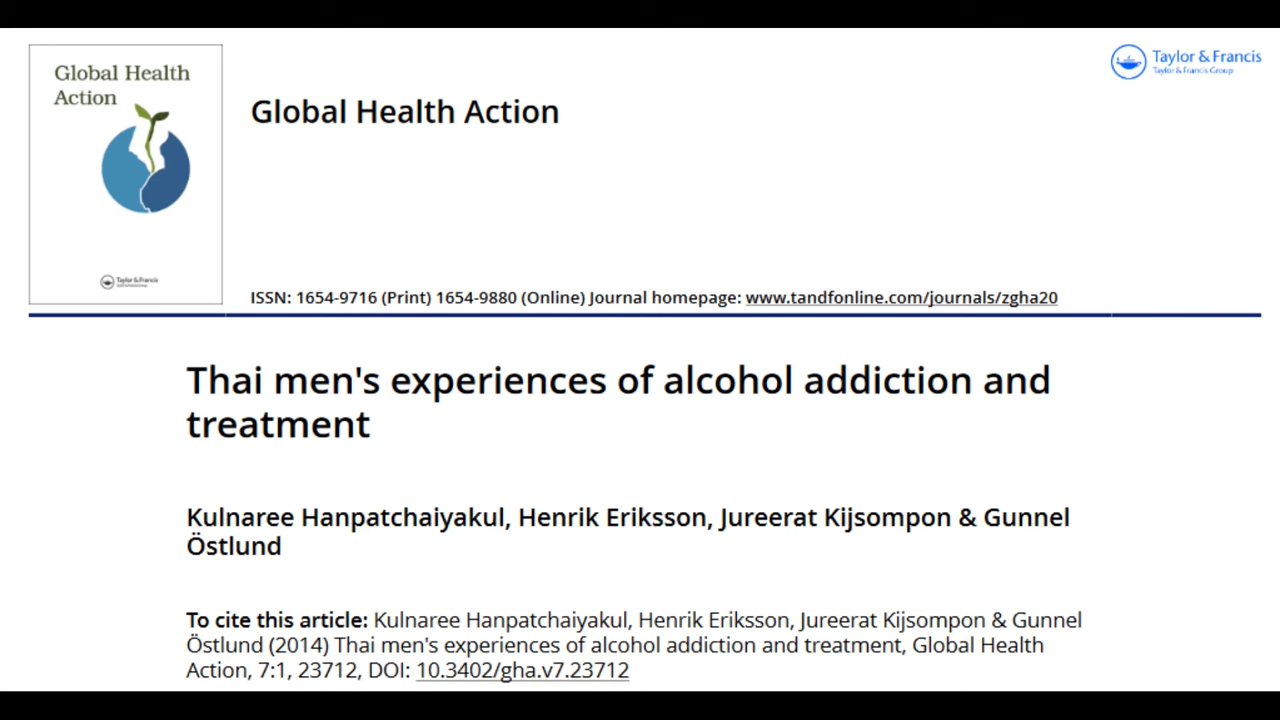 Global Health
Action
Taylor & Francis
Taylor & Francis Group
Global Health Action
Taylor & Francis
ISSN: 1654-9716 (Print) 1654-9880 (Online) Journal homepage: www.tandfonline.com/journals/zgha20
Thai men's experiences of alcohol addiction and
treatment
Kulnaree Hanpatchaiyakul, Henrik Eriksson, Jureerat Kijsompon & Gunnel
Östlund
To cite this article: Kulnaree Hanpatchaiyakul, Henrik Eriksson, Jureerat Kijsompon & Gunnel
Östlund (2014) Thai men's experiences of alcohol addiction and treatment, Global Health
Action, 7:1, 23712, DOI: 10.3402/gha.v7.23712